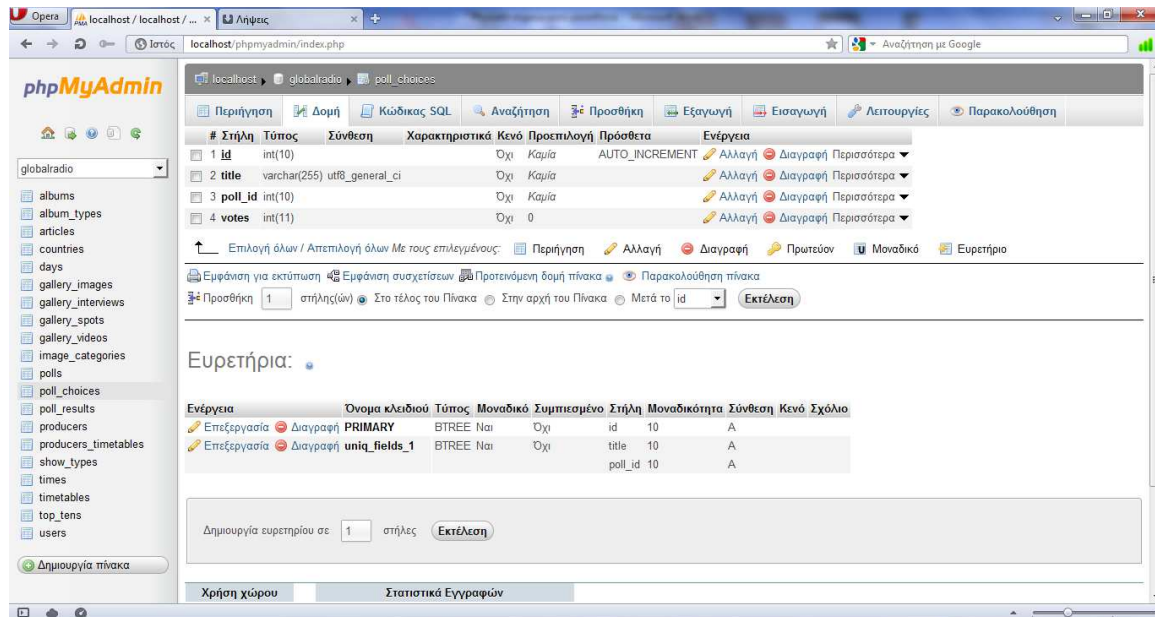 Opera localhost / localhost / ... Λήψεις
Ιστός localhost/phpmyadmin/index.php Αναζήτηση με Google
phpMyAdmin
localhost globalradio poll_choices
Περιήγηση Δομή Κώδικας SQL Αναζήτηση Προσθήκη Εξαγωγή Εισαγωγή Λειτουργίες Παρακολούθηση
# Στήλη Τύπος Σύνθεση Χαρακτηριστικά Κενό Προεπιλογή Πρόσθετα Ενέργεια
1 id int(10) Όχι Καμία AUTO_INCREMENT Αλλαγή Διαγραφή Περισσότερα
2 title varchar(255) utf8_general_ci Όχι Καμία Αλλαγή Διαγραφή Περισσότερα
3 poll_id int(10) Όχι Καμία Αλλαγή Διαγραφή Περισσότερα
4 votes int(11) Όχι 0 Αλλαγή Διαγραφή Περισσότερα
Επιλογή όλων / Απεπιλογή όλων Με τους επιλεγμένους: Περιήγηση Αλλαγή Διαγραφή Πρωτεύον U Μοναδικό Ευρετήριο
Εμφάνιση για εκτύπωση Εμφάνιση συσχετίσεων Προτεινόμενη δομή πίνακα Παρακολούθηση πίνακα
Προσθήκη 1 στήλης(ών) Στο τέλος του Πίνακα Στην αρχή του Πίνακα Μετά το id Εκτέλεση
Ευρετήρια:
Ενέργεια Όνομα κλειδιού Τύπος Μοναδικό Συμπιεσμένο Στήλη Μοναδικότητα Σύνθεση Κενό Σχόλιο
Επεξεργασία Διαγραφή PRIMARY BTREE Ναι Όχι id 10 A
Επεξεργασία Διαγραφή uniq_fields_1 BTREE Ναι Όχι title 10 A
poll_id 10 A
Δημιουργία ευρετηρίου σε 1 στήλες Εκτέλεση
Χρήση χώρου Στατιστικά Εγγραφών
globalradio
albums
album_types
articles
countries
days
gallery_images
gallery_interviews
gallery_spots
gallery_videos
image_categories
polls
poll_choices
poll_results
producers
producers_timetables
show_types
times
timetables
top_tens
users
Δημιουργία πίνακα